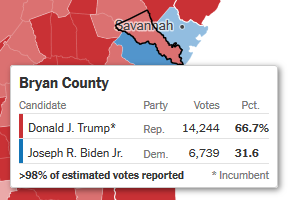 Savannah
Bryan County
Candidate Party Votes Pct.
Donald J. Trump* Rep. 14,244 66.7%
Joseph R. Biden Jr. Dem. 6,739 31.6
>98% of estimated votes reported * Incumbent